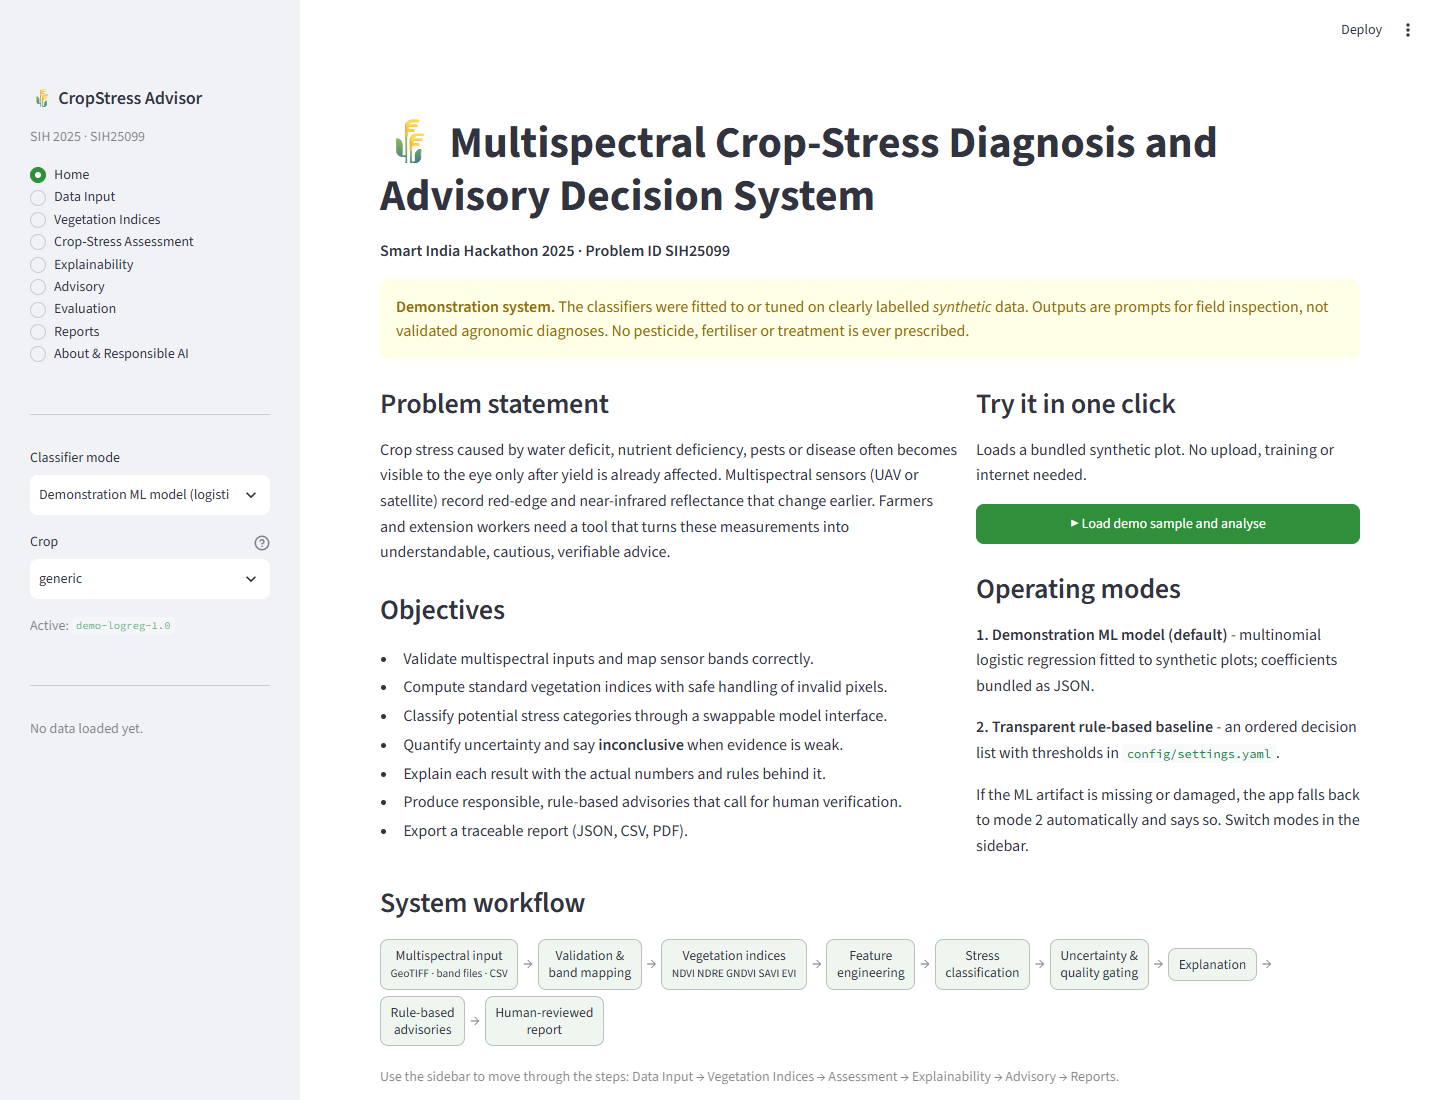 Deploy
CropStress Advisor
SIH 2025 · SIH25099
Home
Data Input
Vegetation Indices
Crop-Stress Assessment
Explainability
Advisory
Evaluation
Reports
About & Responsible AI
Classifier mode
Demonstration ML model (logisti
Crop
generic
Active: demo-logreg-1.0
No data loaded yet.
Multispectral Crop-Stress Diagnosis and
Advisory Decision System
Smart India Hackathon 2025 · Problem ID SIH25099
Demonstration system. The classifiers were fitted to or tuned on clearly labelled synthetic data. Outputs are prompts for field inspection, not
validated agronomic diagnoses. No pesticide, fertiliser or treatment is ever prescribed.
Problem statement
Crop stress caused by water deficit, nutrient deficiency, pests or disease often becomes
visible to the eye only after yield is already affected. Multispectral sensors (UAV or
satellite) record red-edge and near-infrared reflectance that change earlier. Farmers
and extension workers need a tool that turns these measurements into
understandable, cautious, verifiable advice.
Objectives
• Validate multispectral inputs and map sensor bands correctly.
• Compute standard vegetation indices with safe handling of invalid pixels.
• Classify potential stress categories through a swappable model interface.
• Quantify uncertainty and say inconclusive when evidence is weak.
• Explain each result with the actual numbers and rules behind it.
• Produce responsible, rule-based advisories that call for human verification.
• Export a traceable report (JSON, CSV, PDF).
Try it in one click
Loads a bundled synthetic plot. No upload, training or
internet needed.
▶ Load demo sample and analyse
Operating modes
1. Demonstration ML model (default) - multinomial
logistic regression fitted to synthetic plots; coefficients
bundled as JSON.
2. Transparent rule-based baseline - an ordered decision
list with thresholds in config/settings.yaml .
If the ML artifact is missing or damaged, the app falls back
to mode 2 automatically and says so. Switch modes in the
sidebar.
System workflow
Multispectral input
GeoTIFF · band files · CSV
→
Validation &
band mapping
→
Vegetation indices
NDVI NDRE GNDVI SAVI EVI
→
Feature
engineering
→
Stress
classification
→
Uncertainty &
quality gating
→
Explanation
→
Rule-based
advisories
→
Human-reviewed
report
Use the sidebar to move through the steps: Data Input → Vegetation Indices → Assessment → Explainability → Advisory → Reports.